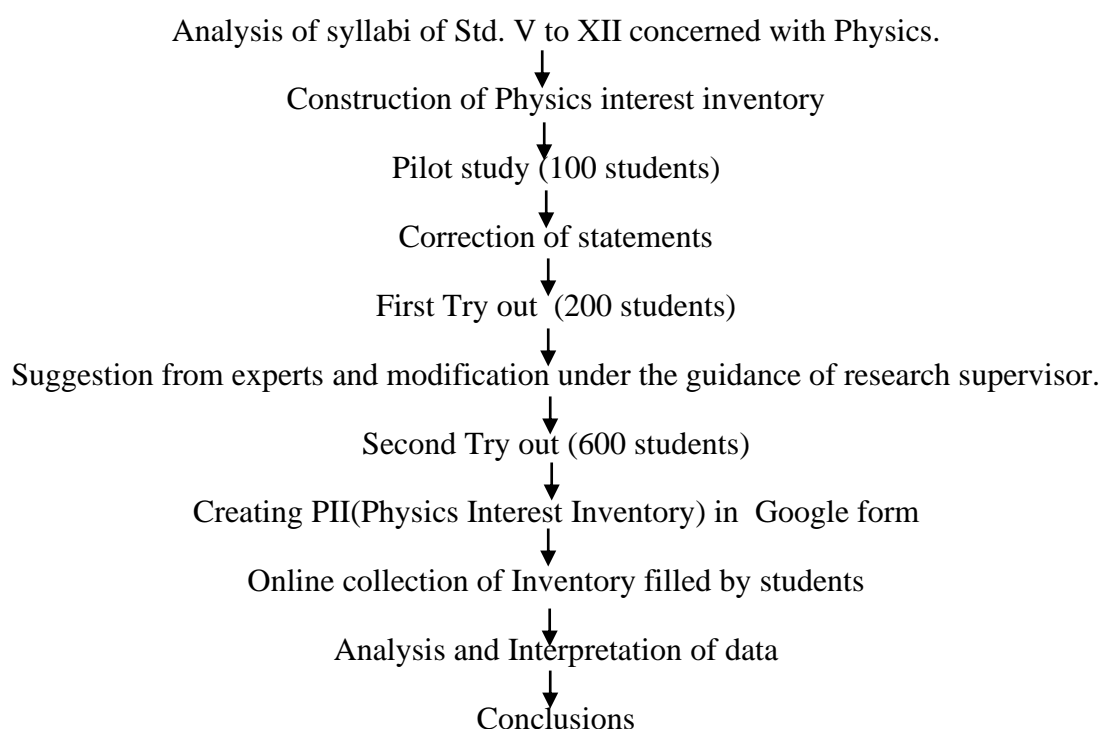 Analysis of syllabi of Std. V to XII concerned with Physics.
Construction of Physics interest inventory
Pilot study (100 students)
Correction of statements
First Try out (200 students)
Suggestion from experts and modification under the guidance of research supervisor.
Second Try out (600 students)
Creating PII(Physics Interest Inventory) in Google form
Online collection of Inventory filled by students
Analysis and Interpretation of data
Conclusions